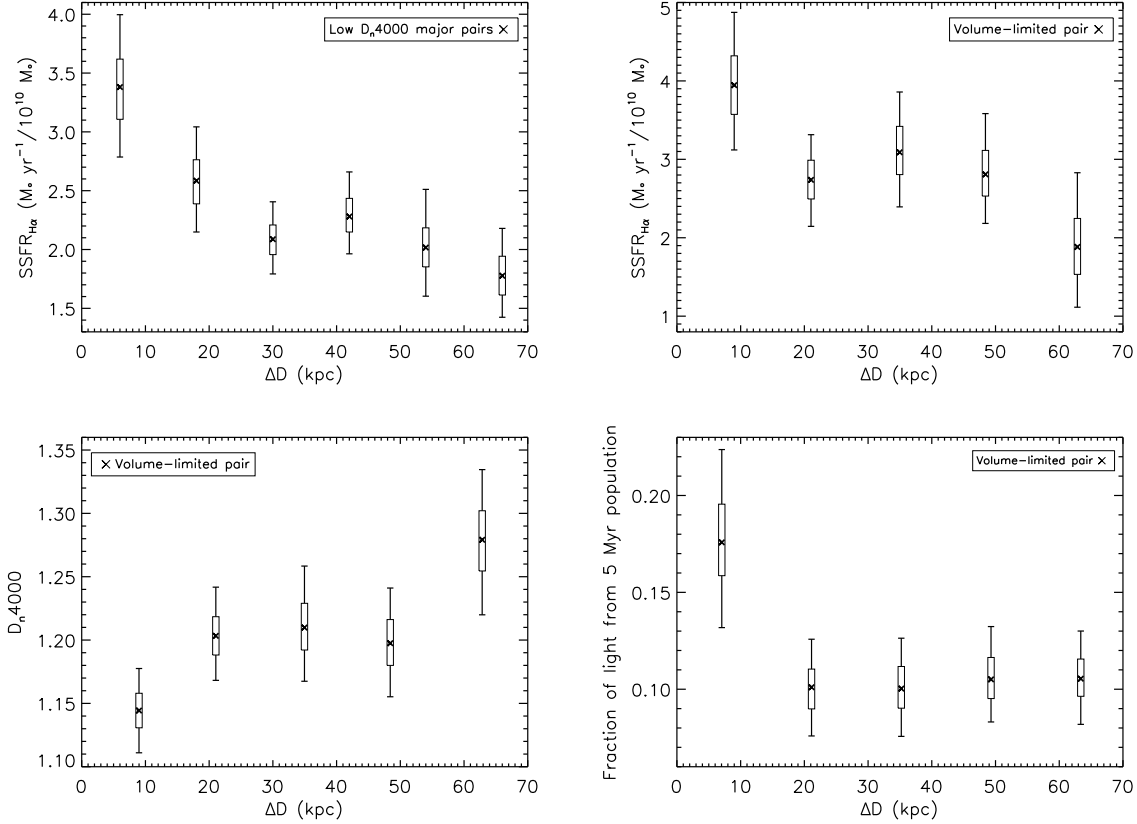 Low Dn4000 major pairs ×
4.0
3.5
3.0
2.5
2.0
1.5
SSFRHα (M⊙ yr−1/10^10 M⊙)
0 10 20 30 40 50 60 70
ΔD (kpc)
Volume−limited pair ×
5
4
3
2
1
SSFRHα (M⊙ yr−1/10^10 M⊙)
0 10 20 30 40 50 60 70
ΔD (kpc)
× Volume−limited pair
1.35
1.30
1.25
1.20
1.15
1.10
Dn4000
0 10 20 30 40 50 60 70
ΔD (kpc)
Volume−limited pair ×
0.20
0.15
0.10
Fraction of light from 5 Myr population
0 10 20 30 40 50 60 70
ΔD (kpc)